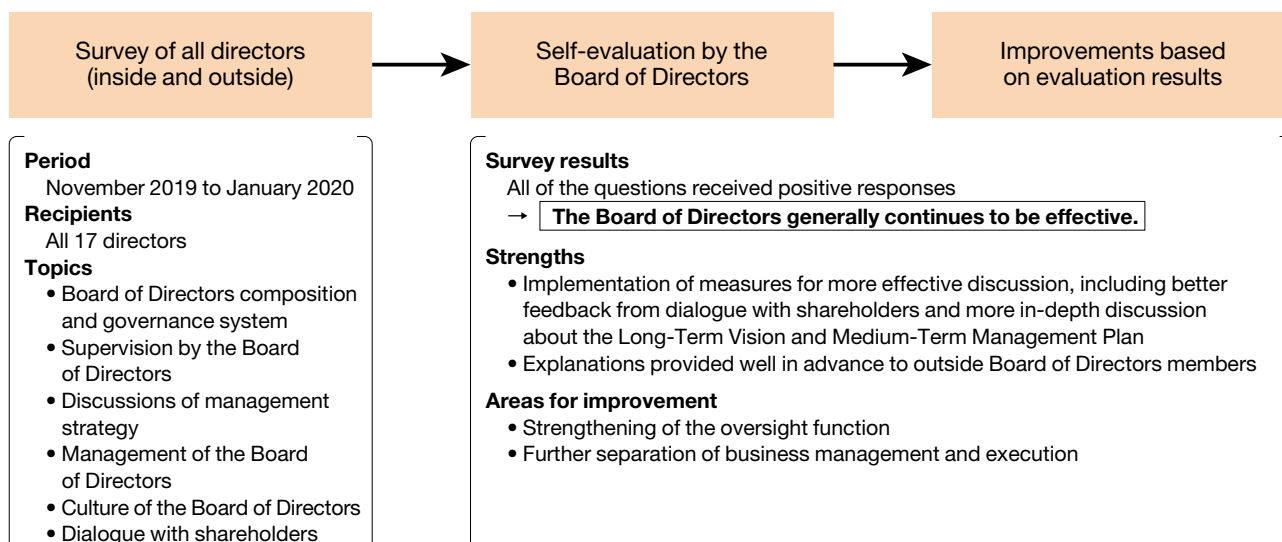 Survey of all directors
(inside and outside)
Self-evaluation by the
Board of Directors
Improvements based
on evaluation results
Period
November 2019 to January 2020
Recipients
All 17 directors
Topics
• Board of Directors composition
and governance system
• Supervision by the Board
of Directors
• Discussions of management
strategy
• Management of the Board
of Directors
• Culture of the Board of Directors
• Dialogue with shareholders
Survey results
All of the questions received positive responses
→ The Board of Directors generally continues to be effective.
Strengths
• Implementation of measures for more effective discussion, including better
feedback from dialogue with shareholders and more in-depth discussion
about the Long-Term Vision and Medium-Term Management Plan
• Explanations provided well in advance to outside Board of Directors members
Areas for improvement
• Strengthening of the oversight function
• Further separation of business management and execution